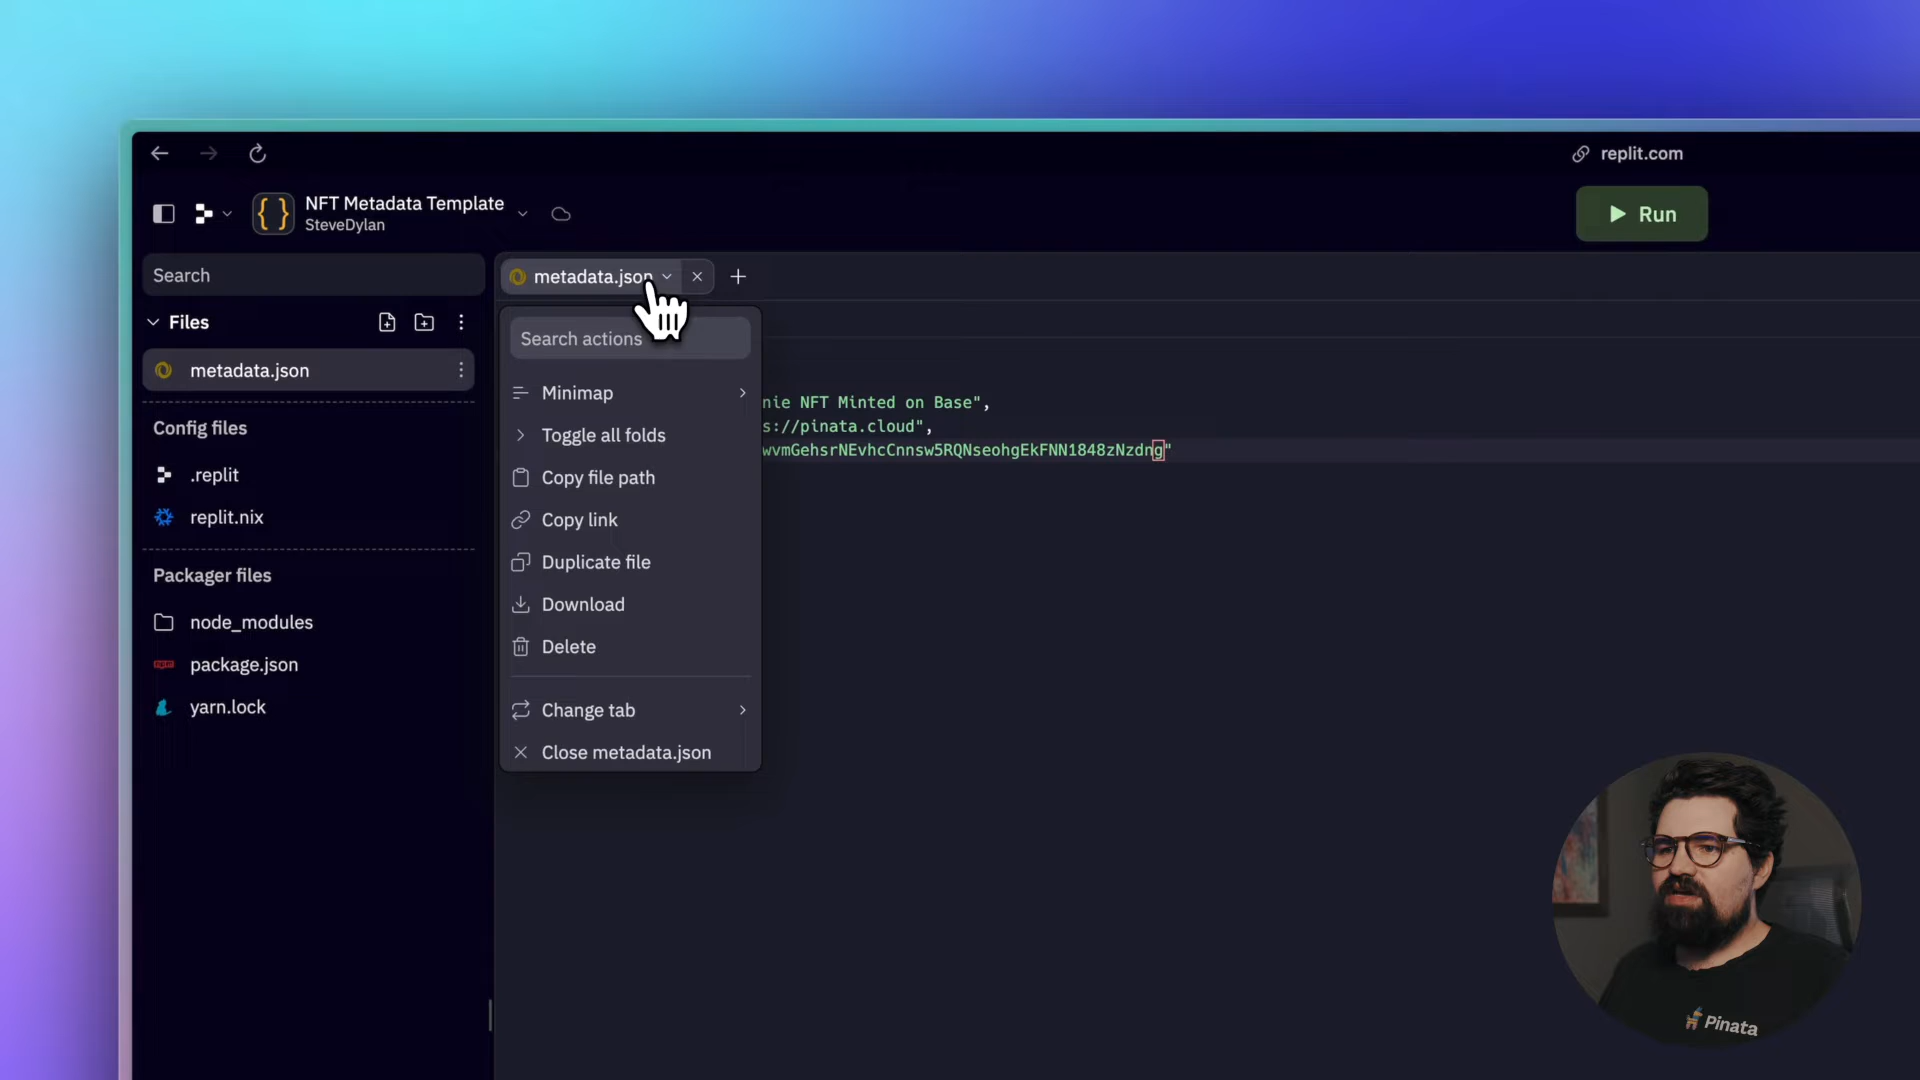 replit.com
NFT Metadata Template
SteveDylan
Run
Search
metadata.json
Files
Search actions
metadata.json
Minimap
nie NFT Minted on Base",
s://pinata.cloud",
Config files
Toggle all folds
wvmGehsrNEvhcCnnsw5RQNseohgEkFNN1848zNzdng"
.replit
Copy file path
replit.nix
Copy link
Packager files
Duplicate file
node_modules
Download
package.json
Delete
yarn.lock
Change tab
Close metadata.json
Pinata